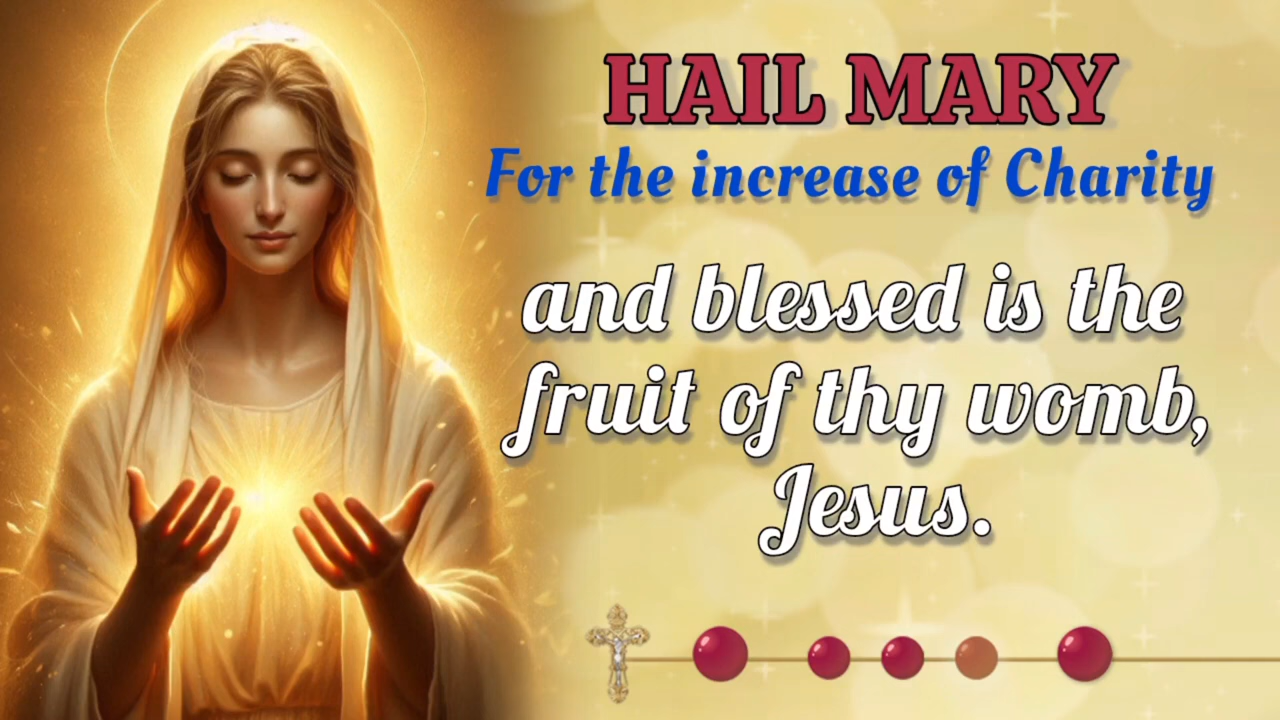 HAIL MARY
For the increase of Charity
and blessed is the
fruit of thy womb,
Jesus.